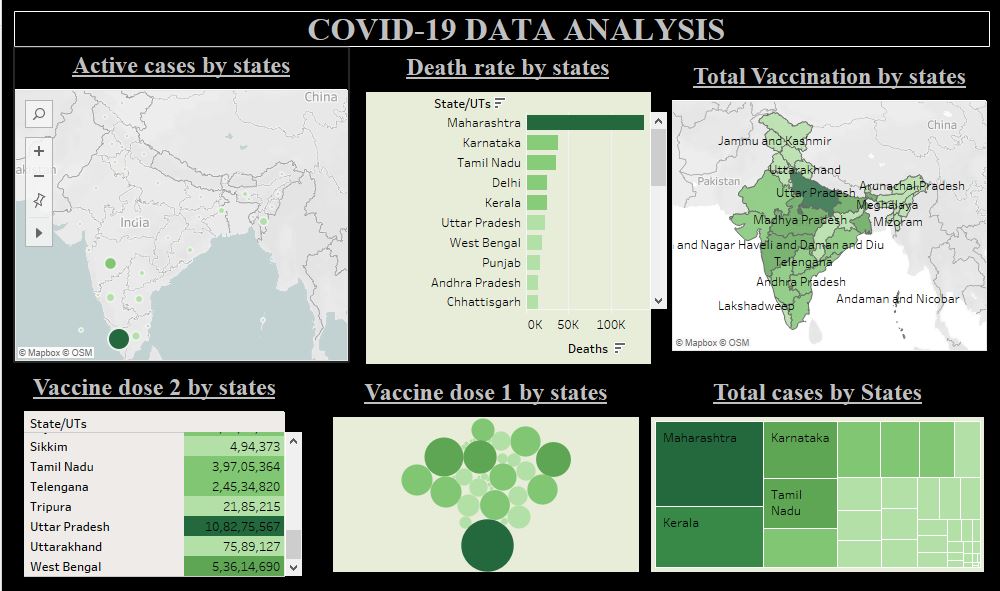 COVID-19 DATA ANALYSIS
Active cases by states
China
India
© Mapbox © OSM
Death rate by states
State/UTs
Maharashtra
Karnataka
Tamil Nadu
Delhi
Kerala
Uttar Pradesh
West Bengal
Punjab
Andhra Pradesh
Chhattisgarh
0K 50K 100K
Deaths
Total Vaccination by states
China
Jammu and Kashmir
Pakistan
Uttarakhand
Uttar Pradesh
Arunachal Pradesh
Meghalaya
Madhya Pradesh
Mizoram
and Nagar Haveli and Daman and Diu
Telengana
Andhra Pradesh
Lakshadweep
Andaman and Nicobar
© Mapbox © OSM
Vaccine dose 2 by states
State/UTs
Sikkim 4,94,373
Tamil Nadu 3,97,05,364
Telengana 2,45,34,820
Tripura 21,85,215
Uttar Pradesh 10,82,75,567
Uttarakhand 75,89,127
West Bengal 5,36,14,690
Vaccine dose 1 by states
Total cases by States
Maharashtra
Karnataka
Tamil
Nadu
Kerala